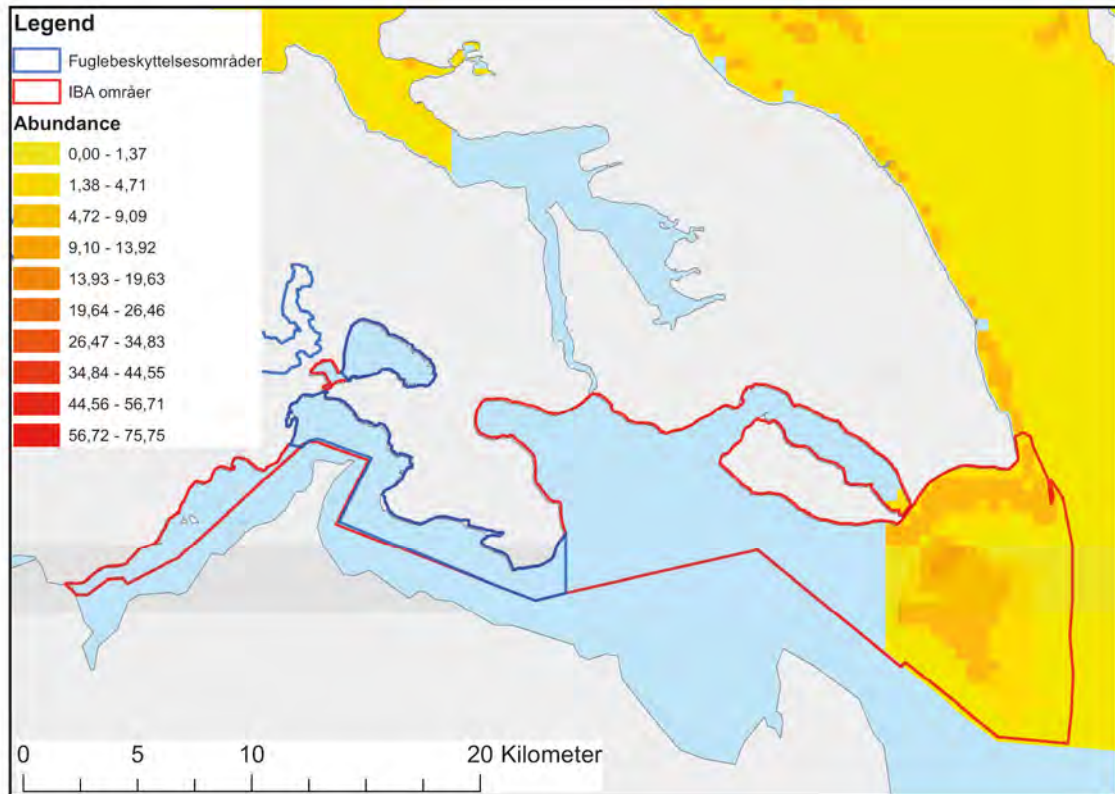 Legend
Fuglebeskyttelsesområder
IBA områer
Abundance
0,00 - 1,37
1,38 - 4,71
4,72 - 9,09
9,10 - 13,92
13,93 - 19,63
19,64 - 26,46
26,47 - 34,83
34,84 - 44,55
44,56 - 56,71
56,72 - 75,75
0 5 10 20 Kilometer